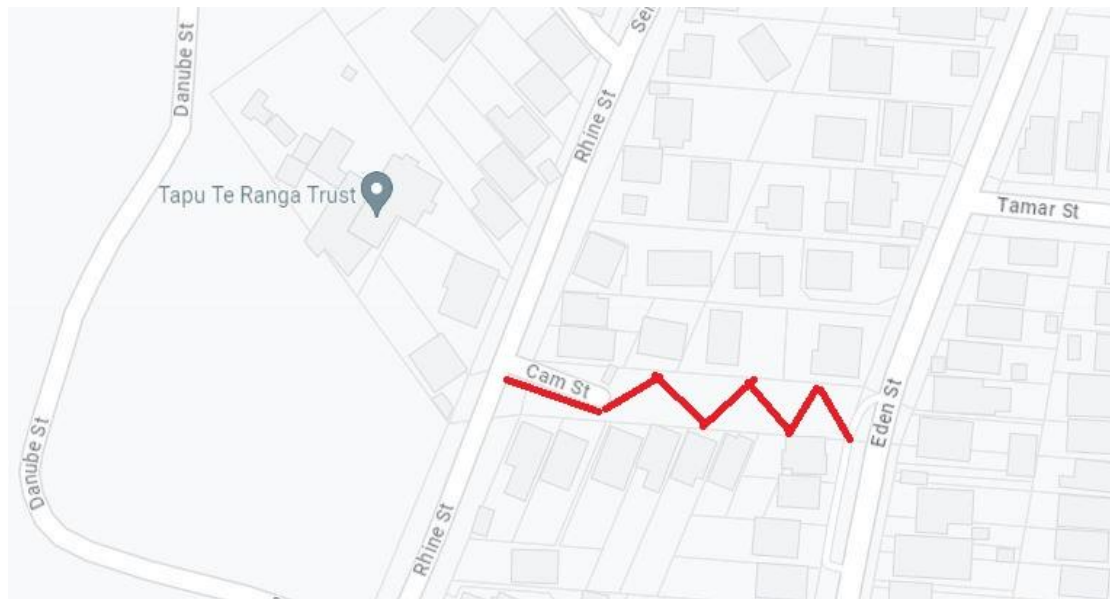 Danube St
Rhine St
Tapu Te Ranga Trust
Tamar St
Cam St
Eden St
Danube St
Rhine St